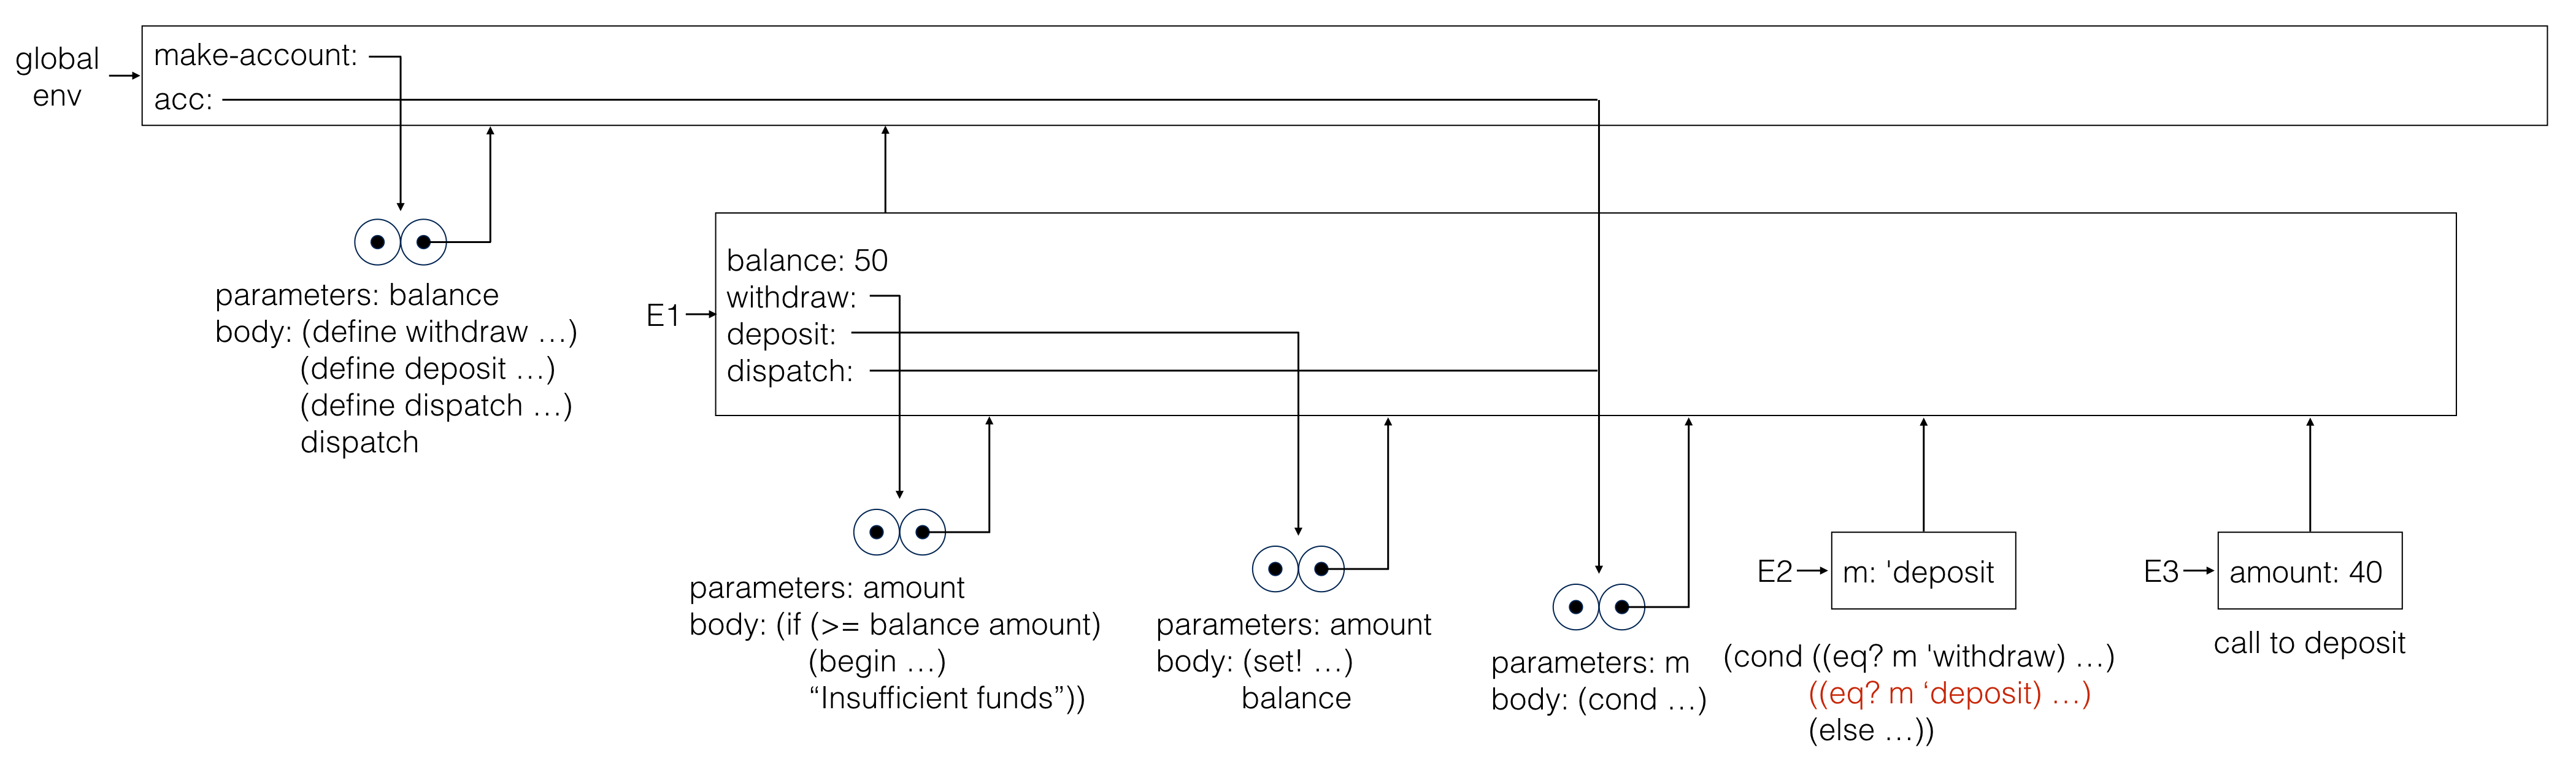 global
env
make-account:
acc:
parameters: balance
body: (define withdraw …)
(define deposit …)
(define dispatch …)
dispatch
E1
balance: 50
withdraw:
deposit:
dispatch:
parameters: amount
body: (if (>= balance amount)
(begin …)
“Insufficient funds”))
parameters: amount
body: (set! …)
balance
parameters: m
body: (cond …)
E2
m: 'deposit
(cond ((eq? m 'withdraw) …)
((eq? m ‘deposit) …)
(else …))
E3
amount: 40
call to deposit